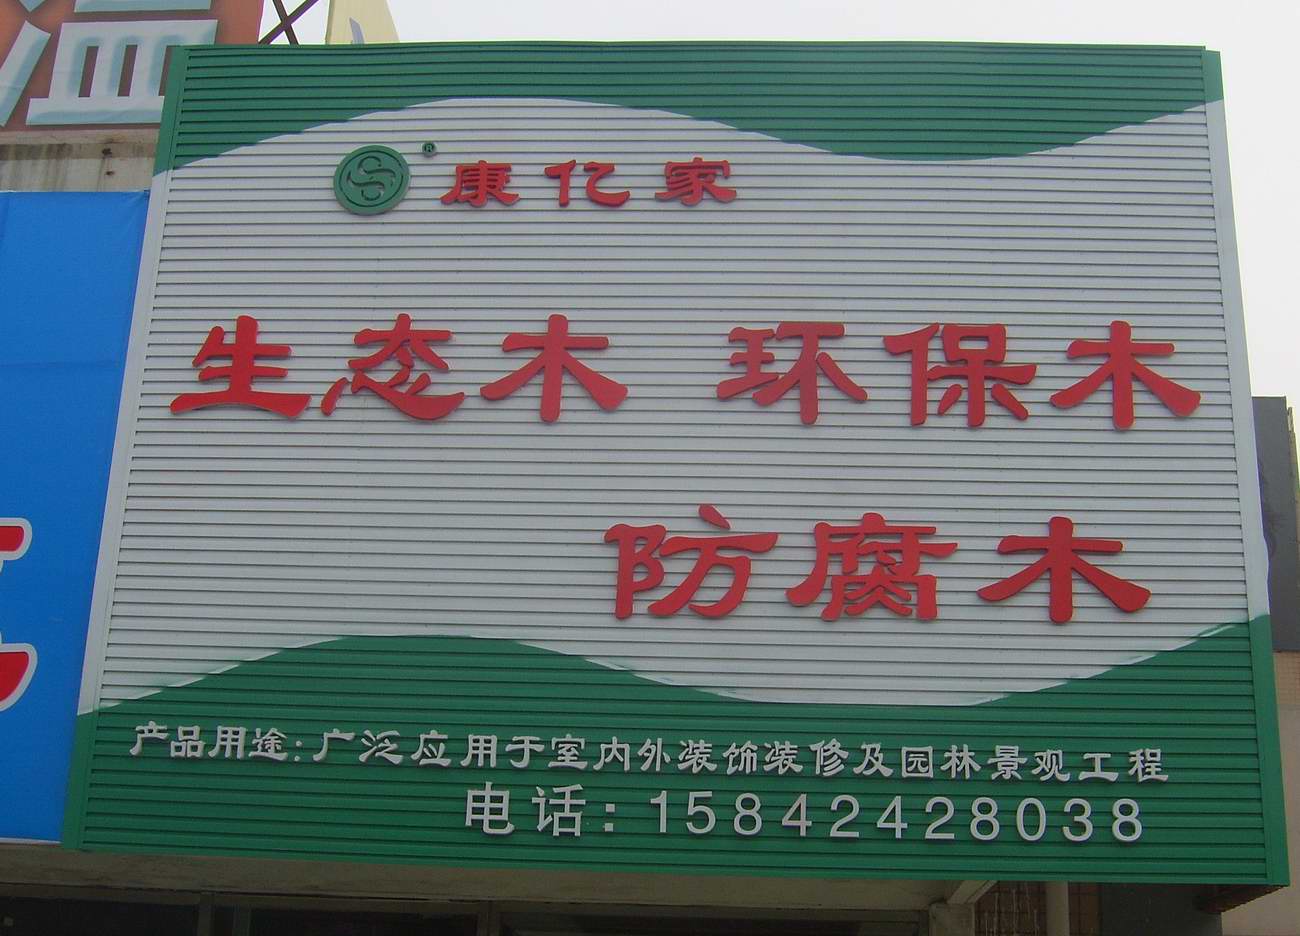 温
® 康亿家
生态木 环保木
防腐木
产品用途：广泛应用于室内外装饰装修及园林景观工程
电话：15842428038